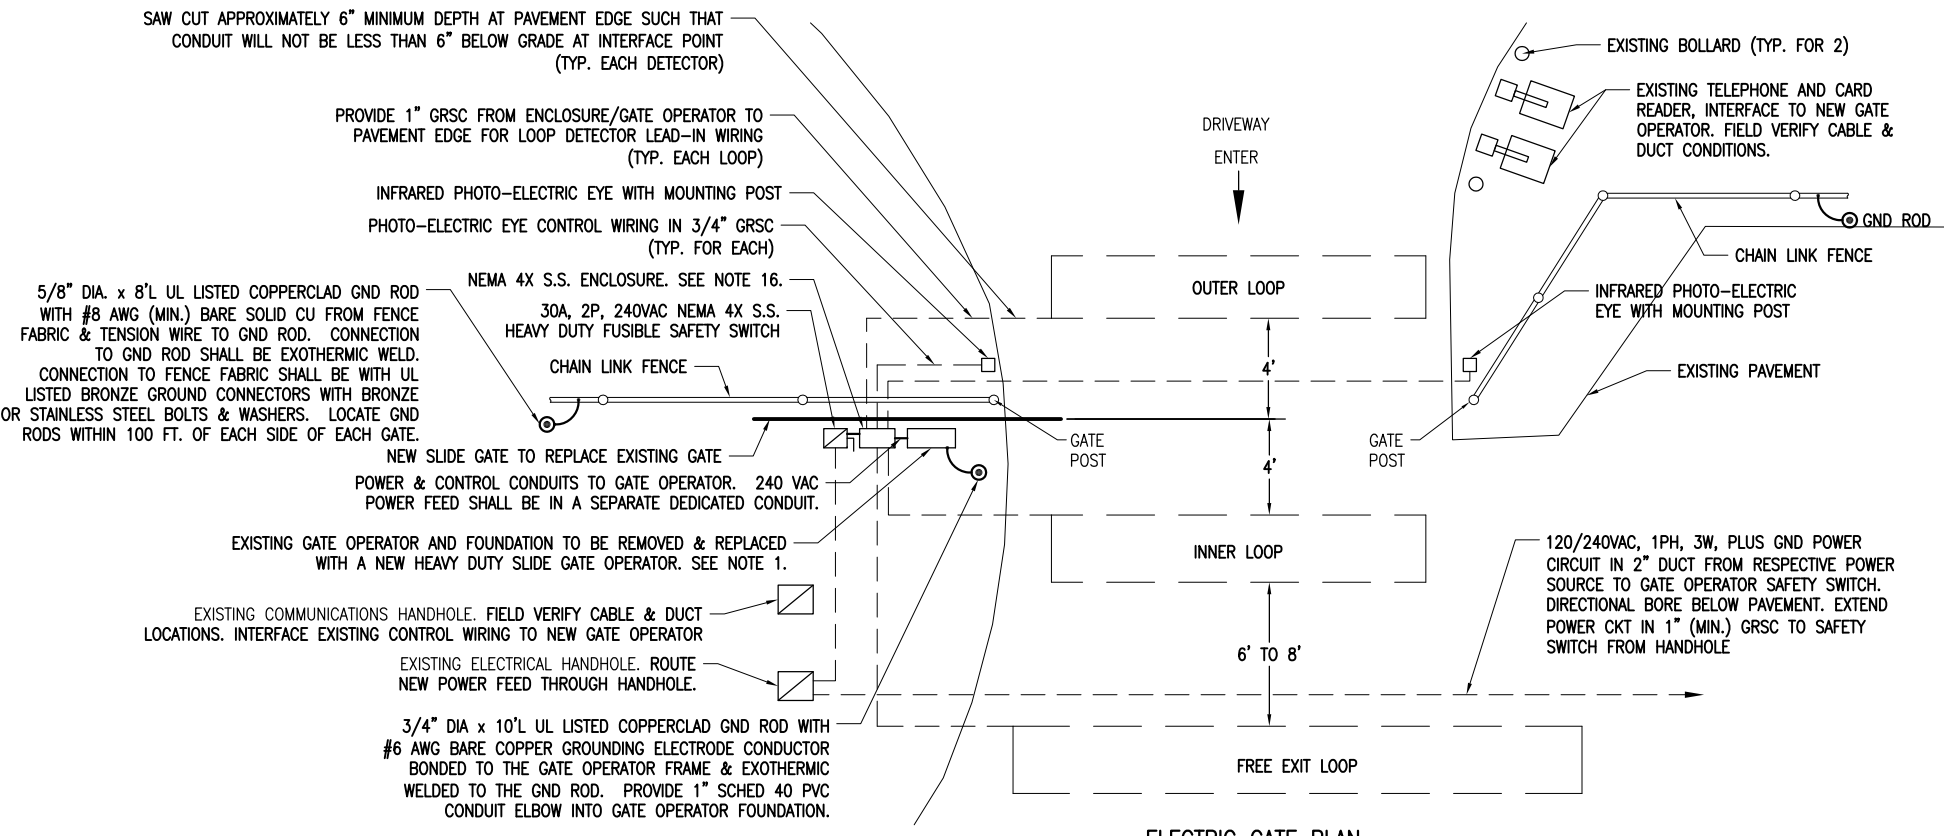 SAW CUT APPROXIMATELY 6" MINIMUM DEPTH AT PAVEMENT EDGE SUCH THAT
CONDUIT WILL NOT BE LESS THAN 6" BELOW GRADE AT INTERFACE POINT
(TYP. EACH DETECTOR)
PROVIDE 1" GRSC FROM ENCLOSURE/GATE OPERATOR TO
PAVEMENT EDGE FOR LOOP DETECTOR LEAD-IN WIRING
(TYP. EACH LOOP)
INFRARED PHOTO-ELECTRIC EYE WITH MOUNTING POST
PHOTO-ELECTRIC EYE CONTROL WIRING IN 3/4" GRSC
(TYP. FOR EACH)
NEMA 4X S.S. ENCLOSURE. SEE NOTE 16.
30A, 2P, 240VAC NEMA 4X S.S.
HEAVY DUTY FUSIBLE SAFETY SWITCH
CHAIN LINK FENCE
5/8" DIA. x 8'L UL LISTED COPPERCLAD GND ROD
WITH #8 AWG (MIN.) BARE SOLID CU FROM FENCE
FABRIC & TENSION WIRE TO GND ROD. CONNECTION
TO GND ROD SHALL BE EXOTHERMIC WELD.
CONNECTION TO FENCE FABRIC SHALL BE WITH UL
LISTED BRONZE GROUND CONNECTORS WITH BRONZE
OR STAINLESS STEEL BOLTS & WASHERS. LOCATE GND
RODS WITHIN 100 FT. OF EACH SIDE OF EACH GATE.
NEW SLIDE GATE TO REPLACE EXISTING GATE
POWER & CONTROL CONDUITS TO GATE OPERATOR. 240 VAC
POWER FEED SHALL BE IN A SEPARATE DEDICATED CONDUIT.
EXISTING GATE OPERATOR AND FOUNDATION TO BE REMOVED & REPLACED
WITH A NEW HEAVY DUTY SLIDE GATE OPERATOR. SEE NOTE 1.
EXISTING COMMUNICATIONS HANDHOLE. FIELD VERIFY CABLE & DUCT
LOCATIONS. INTERFACE EXISTING CONTROL WIRING TO NEW GATE OPERATOR
EXISTING ELECTRICAL HANDHOLE. ROUTE
NEW POWER FEED THROUGH HANDHOLE.
3/4" DIA x 10'L UL LISTED COPPERCLAD GND ROD WITH
#6 AWG BARE COPPER GROUNDING ELECTRODE CONDUCTOR
BONDED TO THE GATE OPERATOR FRAME & EXOTHERMIC
WELDED TO THE GND ROD. PROVIDE 1" SCHED 40 PVC
CONDUIT ELBOW INTO GATE OPERATOR FOUNDATION.
DRIVEWAY
ENTER
OUTER LOOP
4'
GATE
POST
GATE
POST
4'
INNER LOOP
6' TO 8'
FREE EXIT LOOP
EXISTING BOLLARD (TYP. FOR 2)
EXISTING TELEPHONE AND CARD
READER, INTERFACE TO NEW GATE
OPERATOR. FIELD VERIFY CABLE &
DUCT CONDITIONS.
GND ROD
CHAIN LINK FENCE
INFRARED PHOTO-ELECTRIC
EYE WITH MOUNTING POST
EXISTING PAVEMENT
120/240VAC, 1PH, 3W, PLUS GND POWER
CIRCUIT IN 2" DUCT FROM RESPECTIVE POWER
SOURCE TO GATE OPERATOR SAFETY SWITCH.
DIRECTIONAL BORE BELOW PAVEMENT. EXTEND
POWER CKT IN 1" (MIN.) GRSC TO SAFETY
SWITCH FROM HANDHOLE
ELECTRIC GATE PLAN